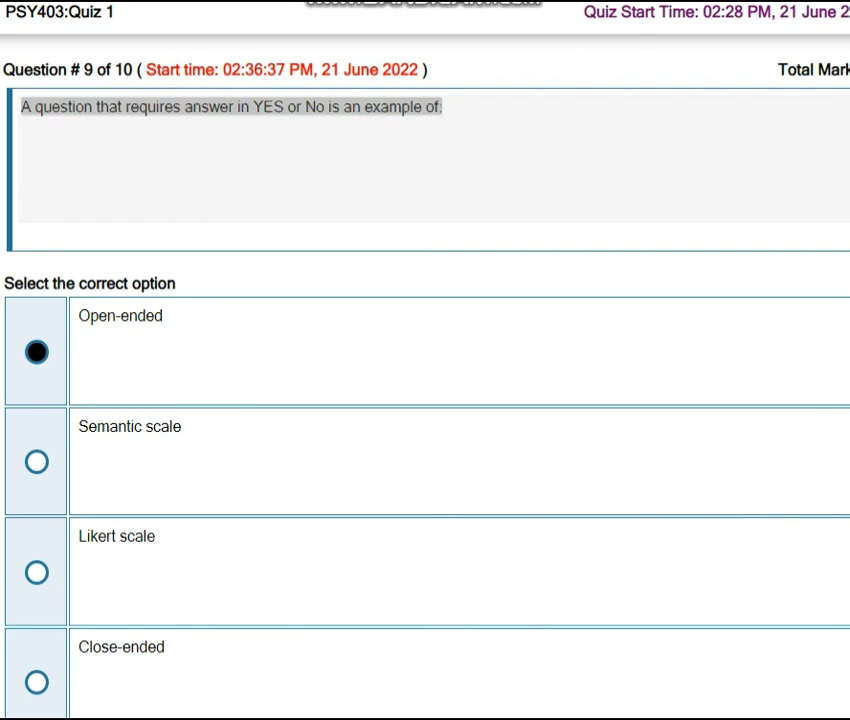 PSY403:Quiz 1
Quiz Start Time: 02:28 PM, 21 June 2
Question # 9 of 10 ( Start time: 02:36:37 PM, 21 June 2022 )
Total Mark
A question that requires answer in YES or No is an example of:
Select the correct option
Open-ended
Semantic scale
Likert scale
Close-ended